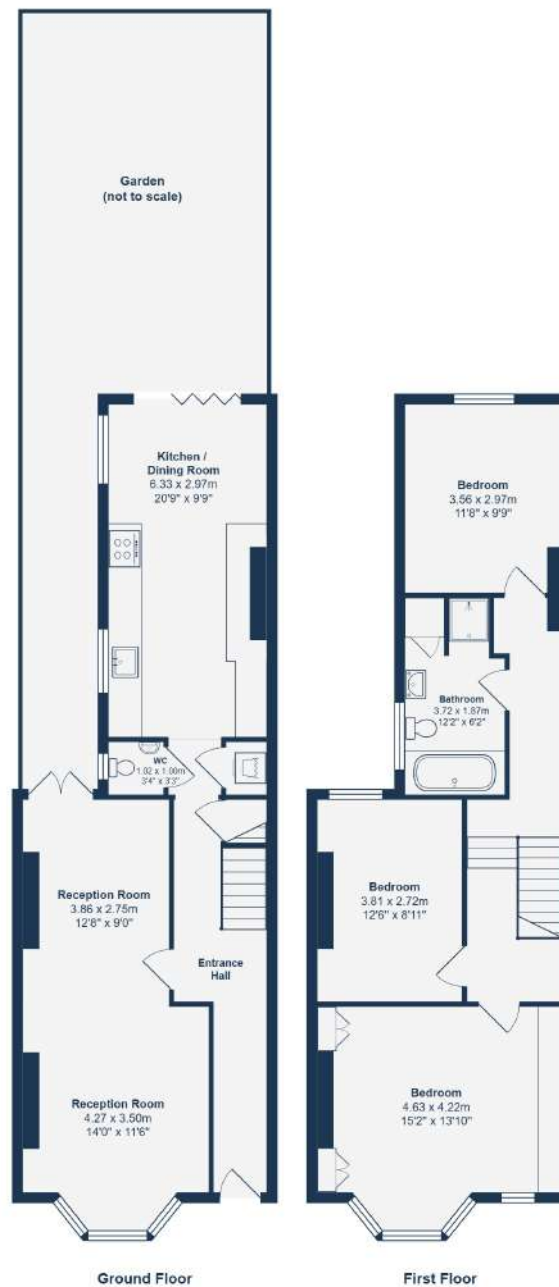 Garden
(not to scale)
Kitchen /
Dining Room
6.33 x 2.97m
20'9" x 9'9"
WC
1.02 x 1.00m
3'4" x 3'3"
Reception Room
3.86 x 2.75m
12'8" x 9'0"
Entrance
Hall
Reception Room
4.27 x 3.50m
14'0" x 11'6"
Ground Floor
Bedroom
3.56 x 2.97m
11'8" x 9'9"
Bathroom
3.72 x 1.87m
12'2" x 6'2"
Bedroom
3.81 x 2.72m
12'6" x 8'11"
Bedroom
4.63 x 4.22m
15'2" x 13'10"
First Floor